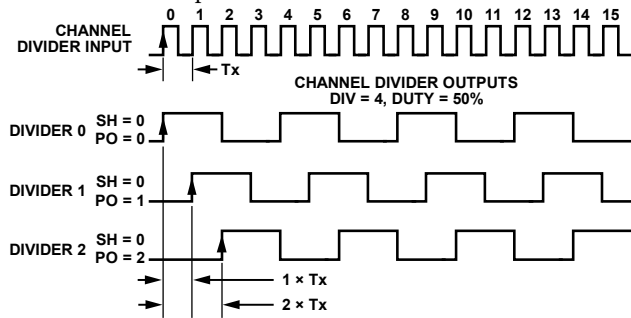 0 1 2 3 4 5 6 7 8 9 10 11 12 13 14 15
CHANNEL
DIVIDER INPUT
Tx
CHANNEL DIVIDER OUTPUTS
DIV = 4, DUTY = 50%
DIVIDER 0 SH = 0
PO = 0
DIVIDER 1 SH = 0
PO = 1
DIVIDER 2 SH = 0
PO = 2
1 × Tx
2 × Tx